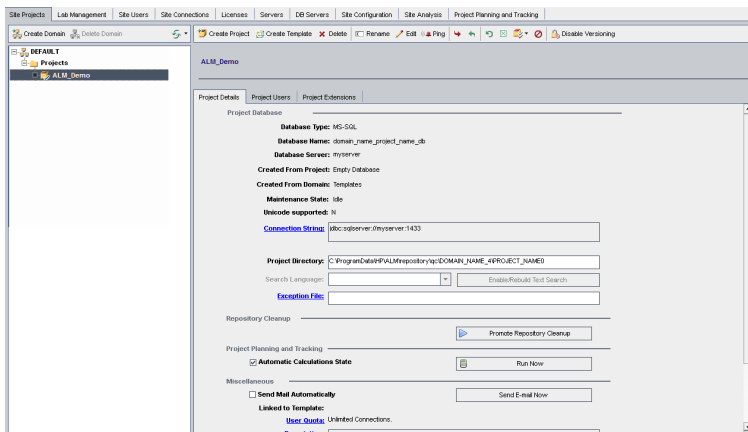 Site Projects Lab Management Site Users Site Connections Licenses Servers DB Servers Site Configuration Site Analysis Project Planning and Tracking
Create Domain Delete Domain Create Project Create Template Delete Rename Edit Ping Disable Versioning
DEFAULT
Projects
ALM_Demo
ALM_Demo
Project Details Project Users Project Extensions
Project Database
Database Type: MS-SQL
Database Name: domain_name_project_name_db
Database Server: myserver
Created From Project: Empty Database
Created From Domain: Templates
Maintenance State: Idle
Unicode supported: N
Connection String: jdbc:sqlserver://myserver:1433
Project Directory: C:\ProgramData\HP\ALM\repository\qc\DOMAIN_NAME_4\PROJECT_NAME0
Search Language: Enable/Rebuild Text Search
Exception File:
Repository Cleanup
Promote Repository Cleanup
Project Planning and Tracking
Automatic Calculations State Run Now
Miscellaneous
Send Mail Automatically Send E-mail Now
Linked to Template:
User Quota: Unlimited Connections.